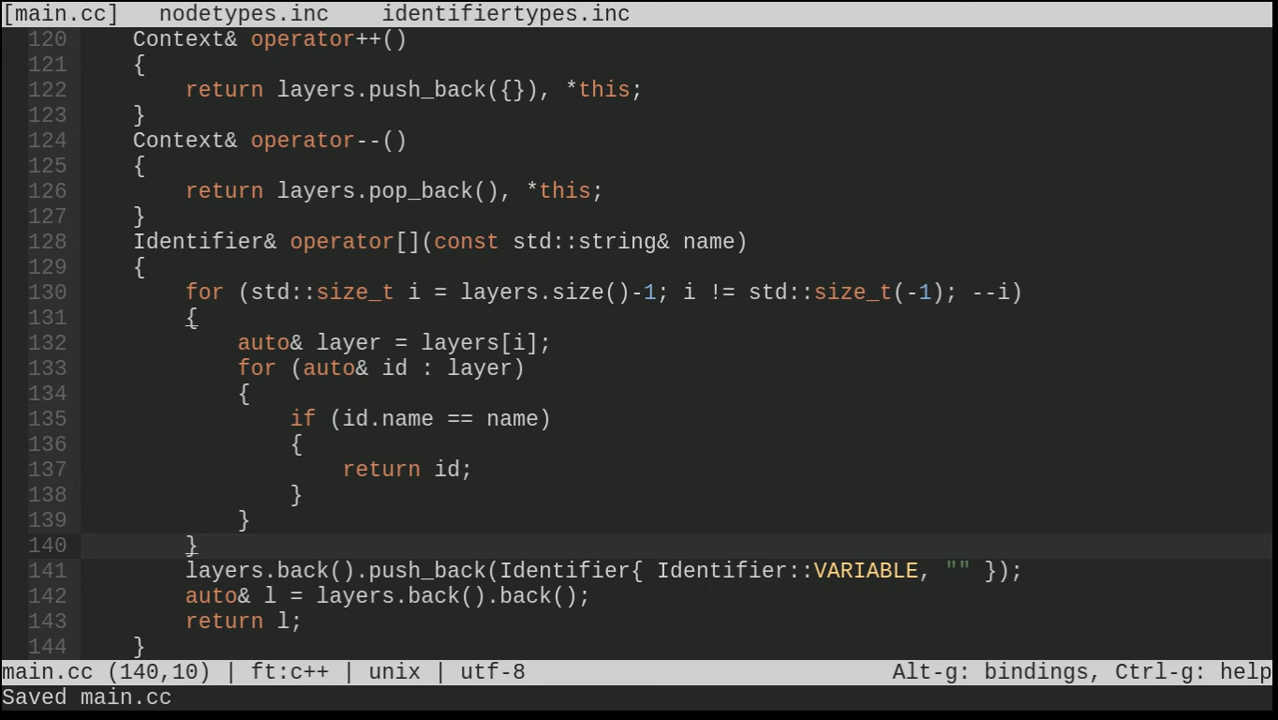 [main.cc]   nodetypes.inc    identifiertypes.inc
120     Context& operator++()
121     {
122         return layers.push_back({}), *this;
123     }
124     Context& operator--()
125     {
126         return layers.pop_back(), *this;
127     }
128     Identifier& operator[](const std::string& name)
129     {
130         for (std::size_t i = layers.size()-1; i != std::size_t(-1); --i)
131         {
132             auto& layer = layers[i];
133             for (auto& id : layer)
134             {
135                 if (id.name == name)
136                 {
137                     return id;
138                 }
139             }
140         }
141         layers.back().push_back(Identifier{ Identifier::VARIABLE, "" });
142         auto& l = layers.back().back();
143         return l;
144     }
main.cc (140,10) | ft:c++ | unix | utf-8                            Alt-g: bindings, Ctrl-g: help
Saved main.cc